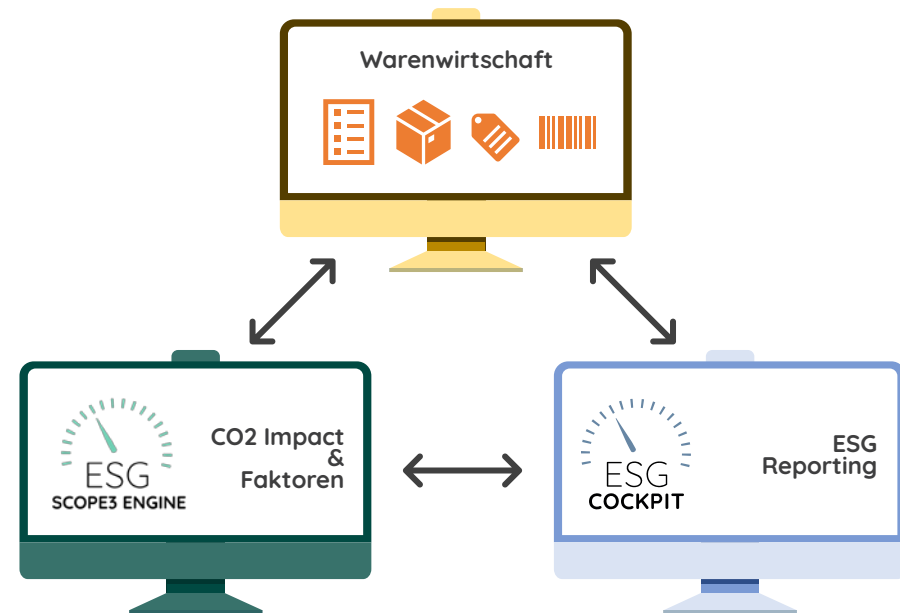 Warenwirtschaft
ESG
SCOPE3 ENGINE
CO2 Impact
&
Faktoren
ESG
COCKPIT
ESG
Reporting